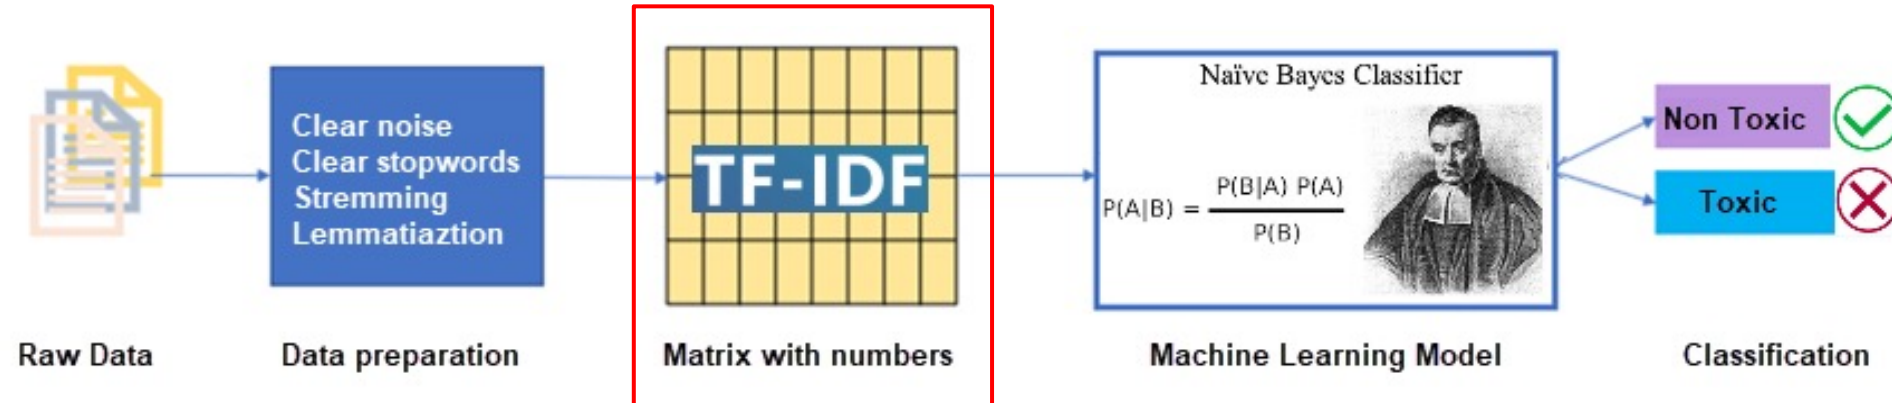 Clear noise
Clear stopwords
Stremming
Lemmatiaztion
TF-IDF
Naïve Bayes Classifier
P(A|B) = P(B|A) P(A)
P(B)
Non Toxic
Toxic
Raw Data
Data preparation
Matrix with numbers
Machine Learning Model
Classification